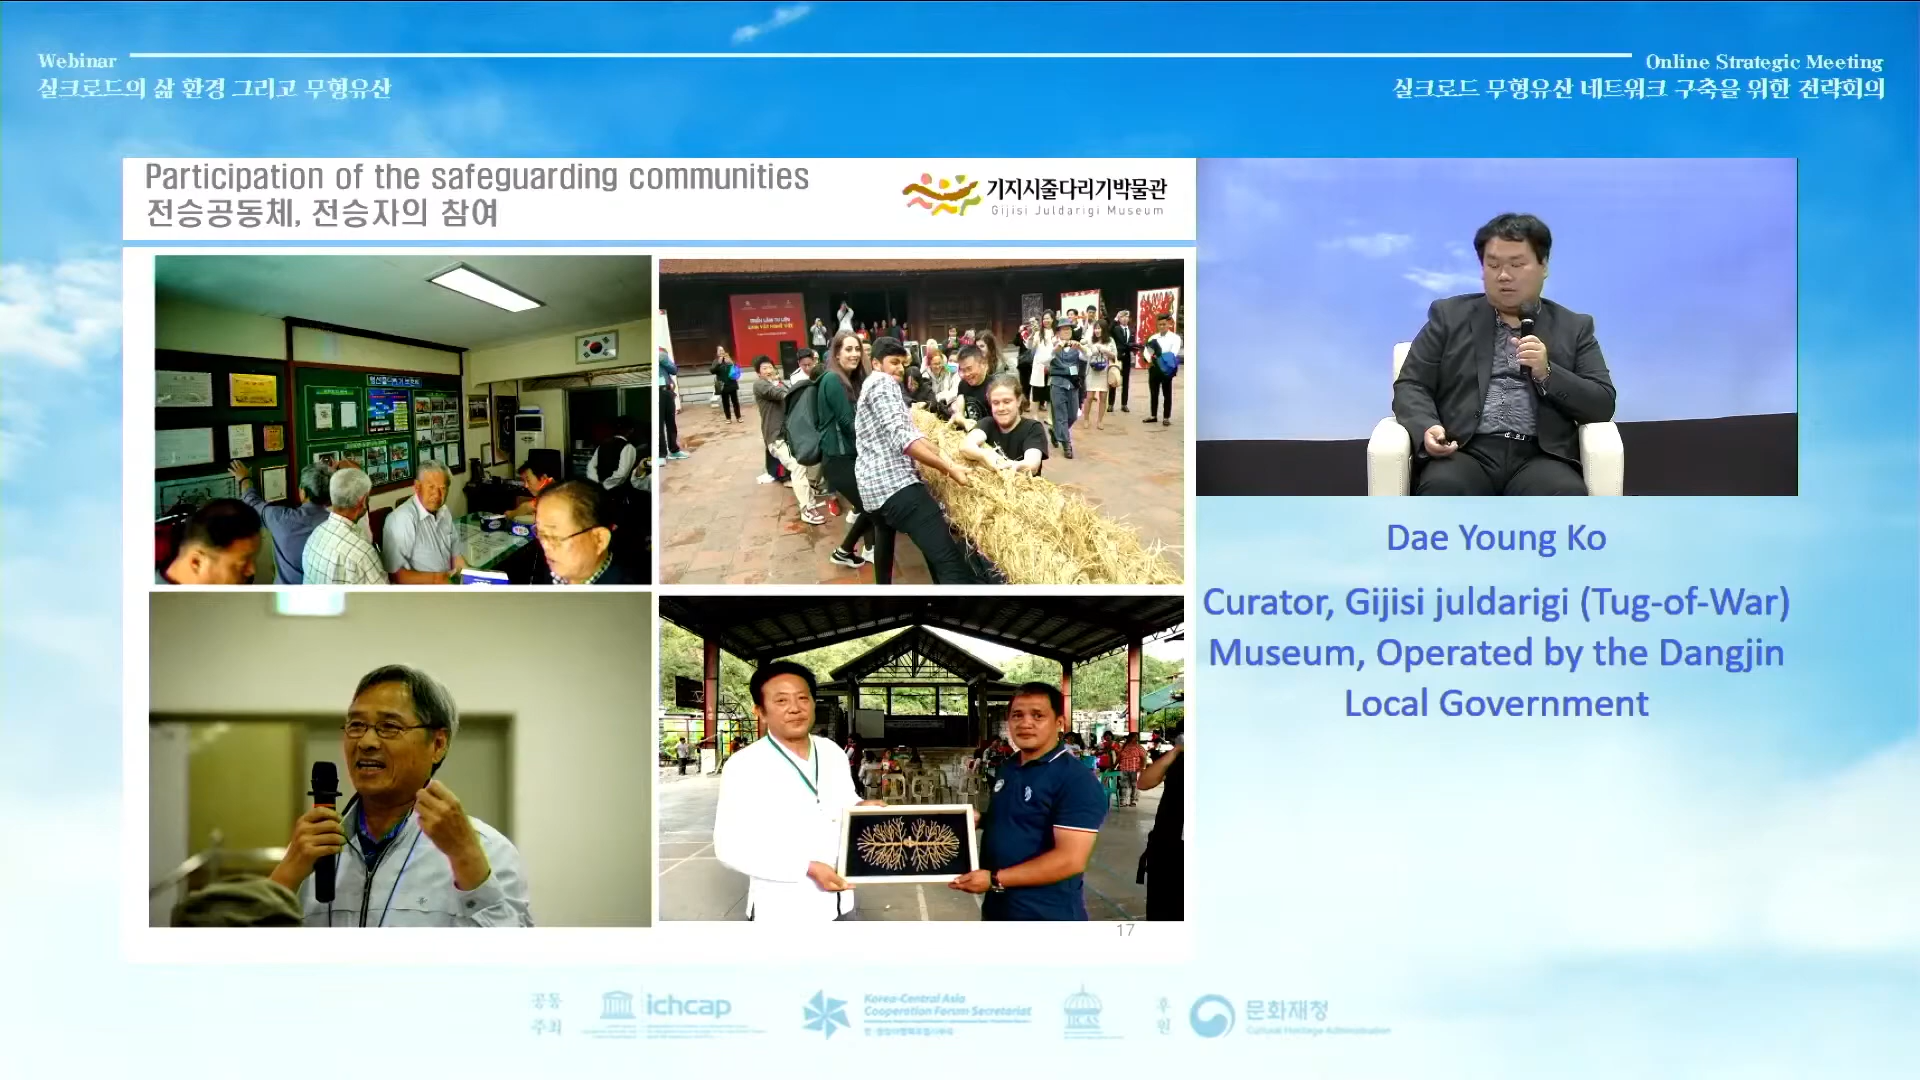 Webinar
실크로드의 삶 환경 그리고 무형유산
Online Strategic Meeting
실크로드 무형유산 네트워크 구축을 위한 전략회의
Participation of the safeguarding communities
전승공동체, 전승자의 참여
기지시줄다리기박물관
Gijisi Juldarigi Museum
17
Dae Young Ko
Curator, Gijisi juldarigi (Tug-of-War)
Museum, Operated by the Dangjin
Local Government
공동
주최
ichcap
Korea-Central Asia
Cooperation Forum Secretariat
IICAS
후
원
문화재청
Cultural Heritage Administration